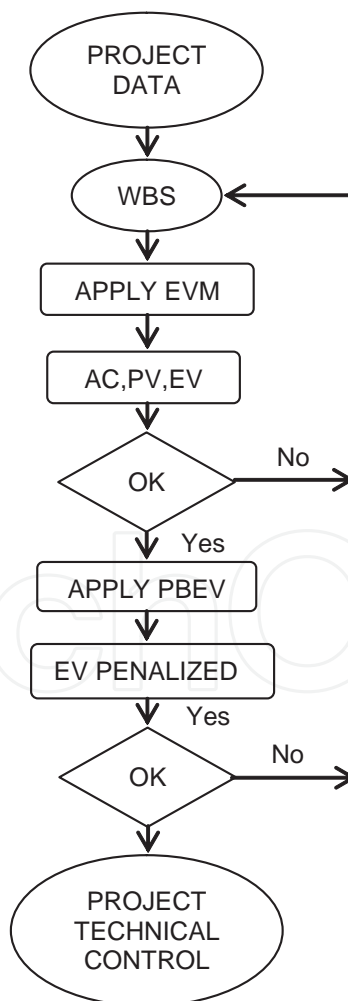 PROJECT
DATA
WBS
APPLY EVM
AC,PV,EV
OK
No
Yes
APPLY PBEV
EV PENALIZED
Yes
OK
No
PROJECT
TECHNICAL
CONTROL